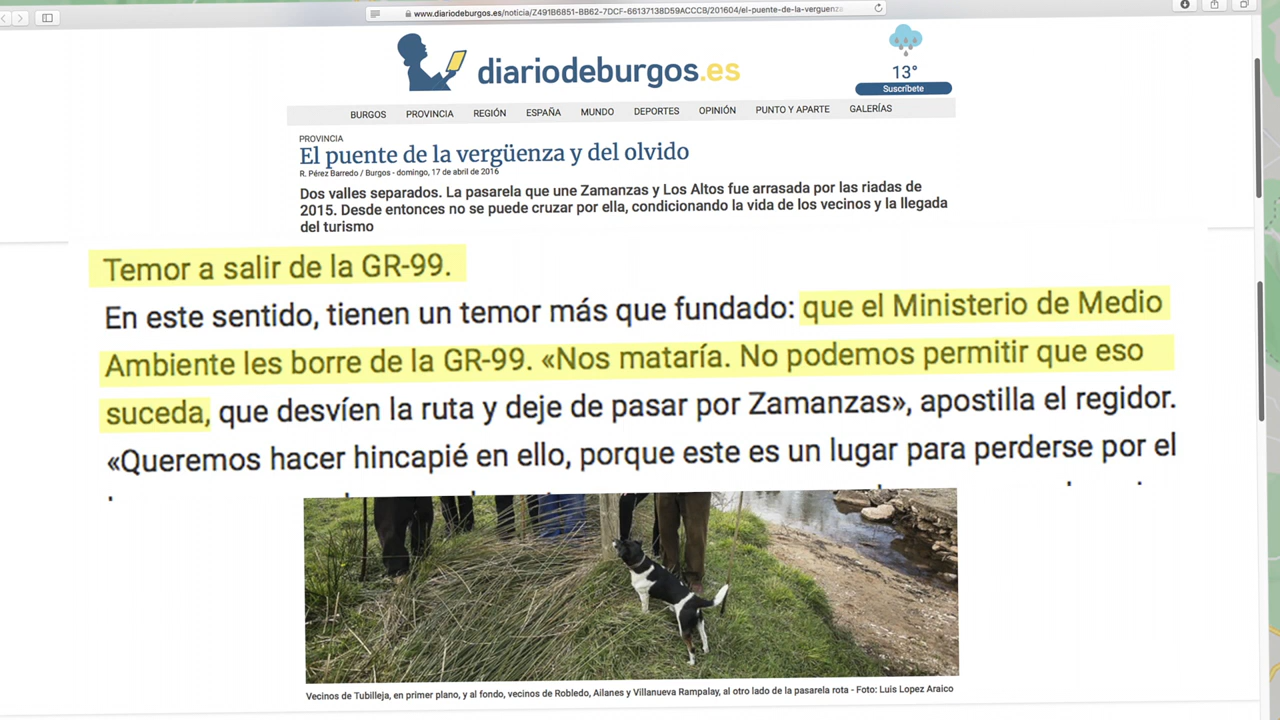 www.diariodeburgos.es/noticia/Z491B6851-BB62-7DCF-66137138D59ACCCB/201604/el-puente-de-la-verguenza
diariodeburgos.es
13°
Suscríbete
BURGOS PROVINCIA REGIÓN ESPAÑA MUNDO DEPORTES OPINIÓN PUNTO Y APARTE GALERÍAS
PROVINCIA
El puente de la vergüenza y del olvido
R. Pérez Barredo / Burgos - domingo, 17 de abril de 2016
Dos valles separados. La pasarela que une Zamanzas y Los Altos fue arrasada por las riadas de
2015. Desde entonces no se puede cruzar por ella, condicionando la vida de los vecinos y la llegada
del turismo
Temor a salir de la GR-99.
En este sentido, tienen un temor más que fundado: que el Ministerio de Medio
Ambiente les borre de la GR-99. «Nos mataría. No podemos permitir que eso
suceda, que desvíen la ruta y deje de pasar por Zamanzas», apostilla el regidor.
«Queremos hacer hincapié en ello, porque este es un lugar para perderse por el
Vecinos de Tubilleja, en primer plano, y al fondo, vecinos de Robledo, Ailanes y Villanueva Rampalay, al otro lado de la pasarela rota - Foto: Luis Lopez Araico